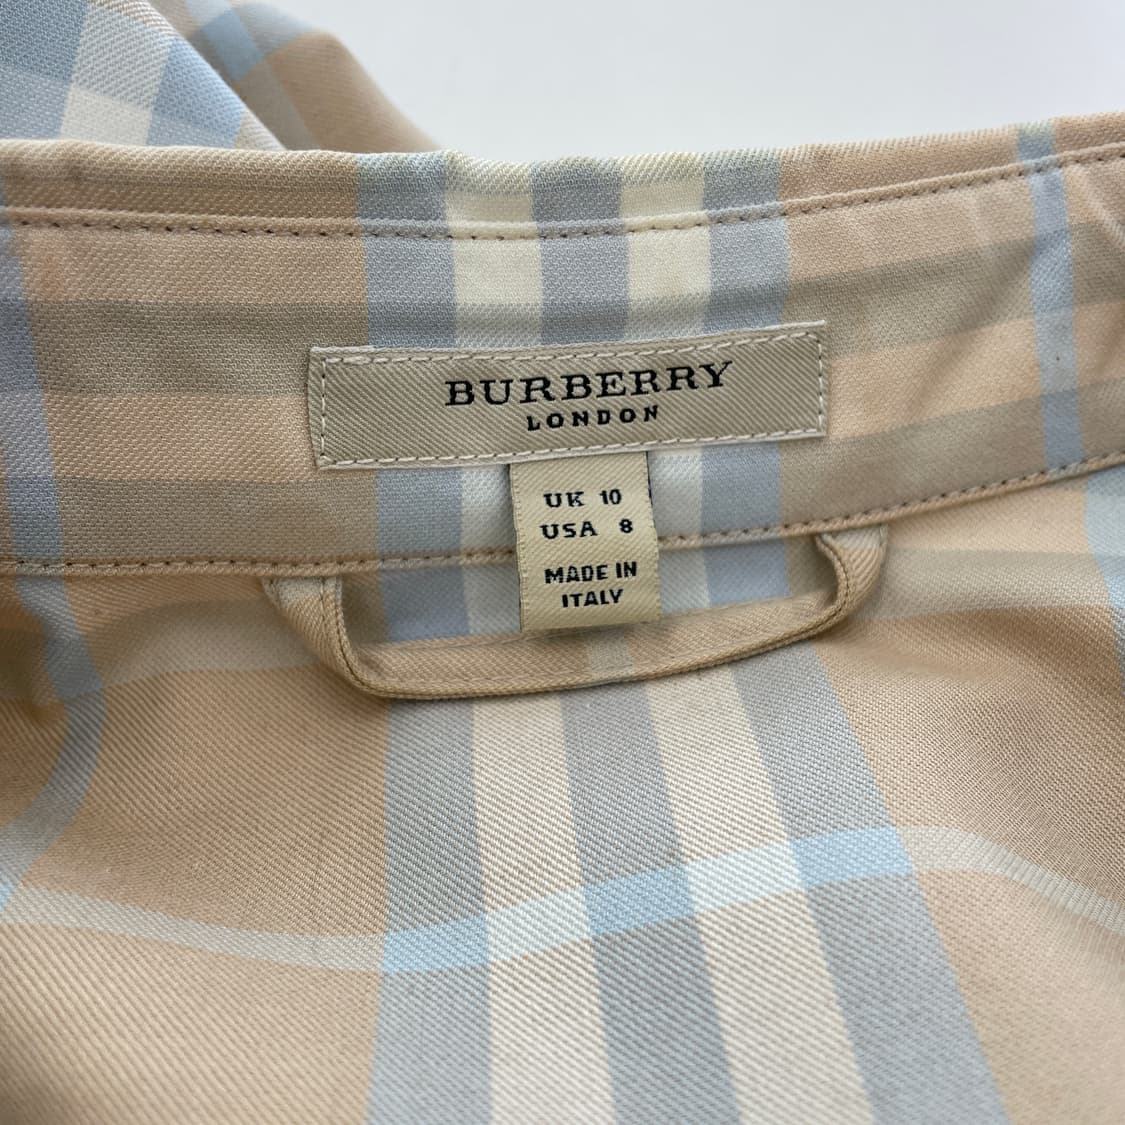 BURBERRY
LONDON
UK 10
USA 8
MADE IN
ITALY